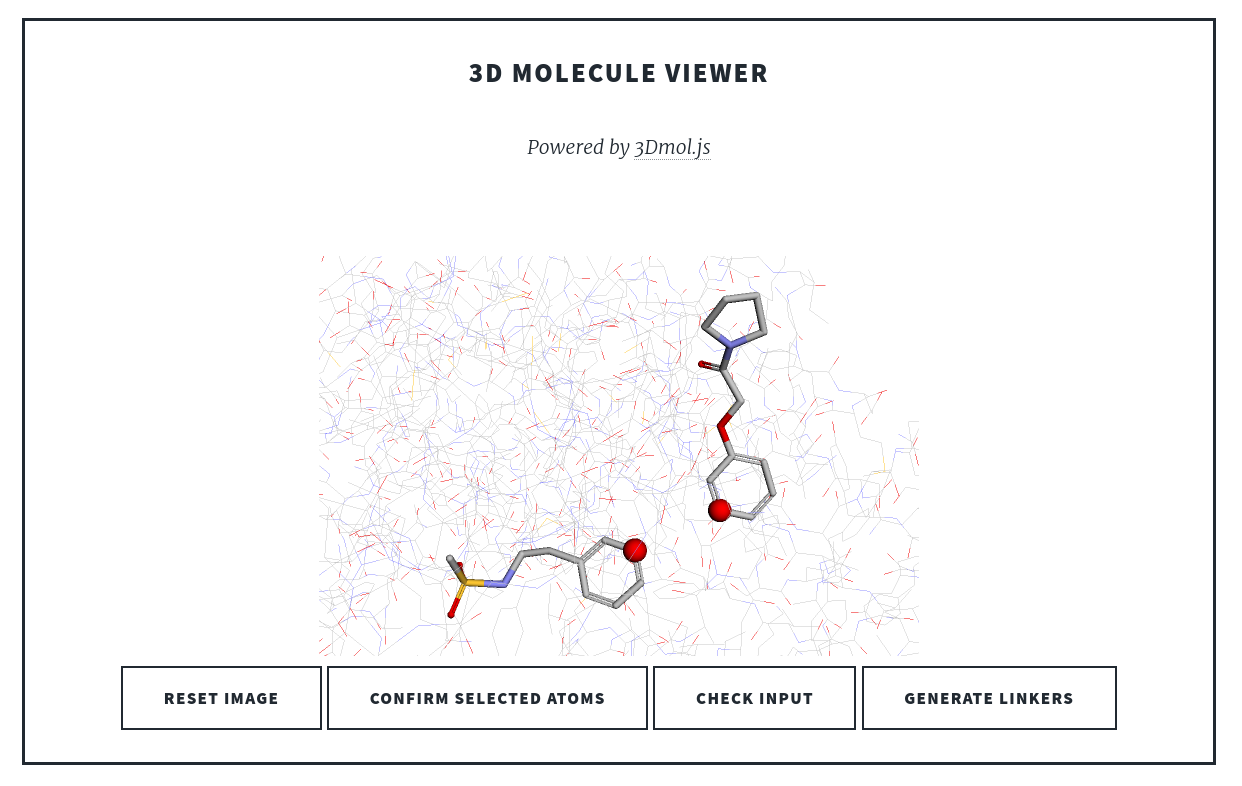 3D MOLECULE VIEWER
Powered by 3Dmol.js
RESET IMAGE
CONFIRM SELECTED ATOMS
CHECK INPUT
GENERATE LINKERS